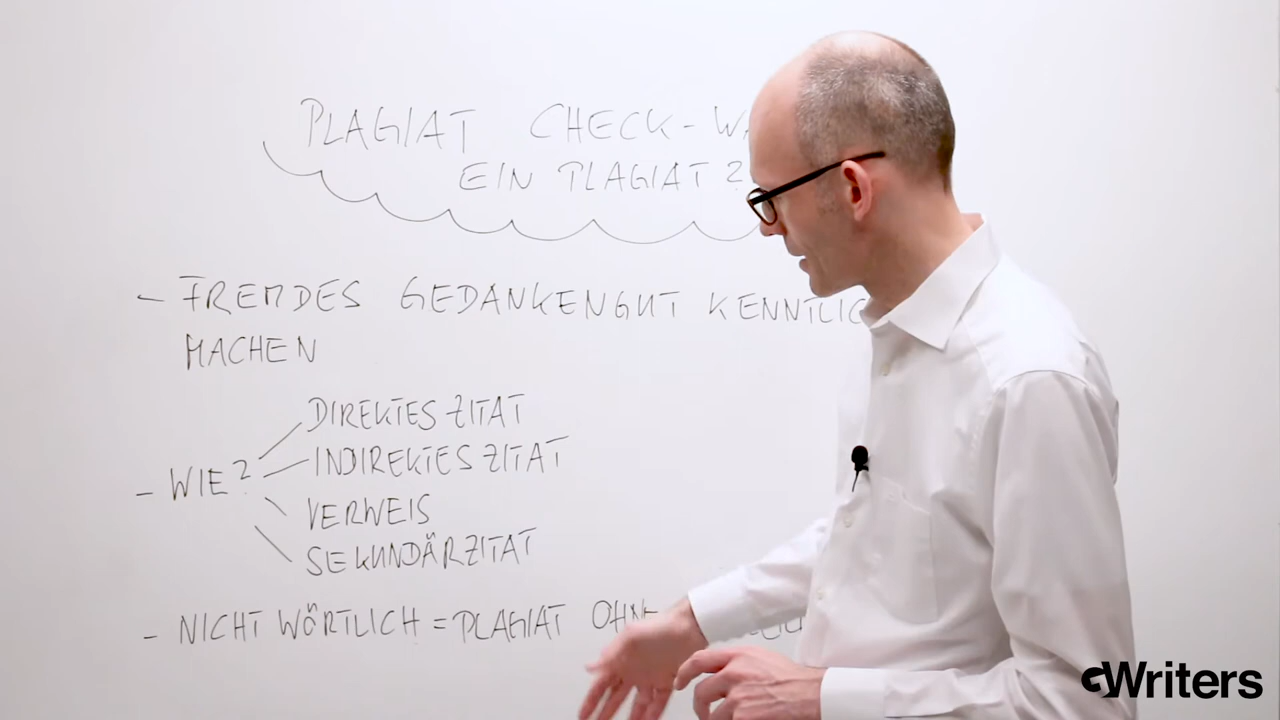 PLAGIAT CHECK-WA
EIN PLAGIAT?
- FREMDES GEDANKENGUT KENNTLIC
MACHEN
DIREKTES ZITAT
INDIREKTES ZITAT
- WIE?
VERWEIS
SEKUNDÄRZITAT
- NICHT WÖRTLICH = PLAGIAT OHNE
Writers